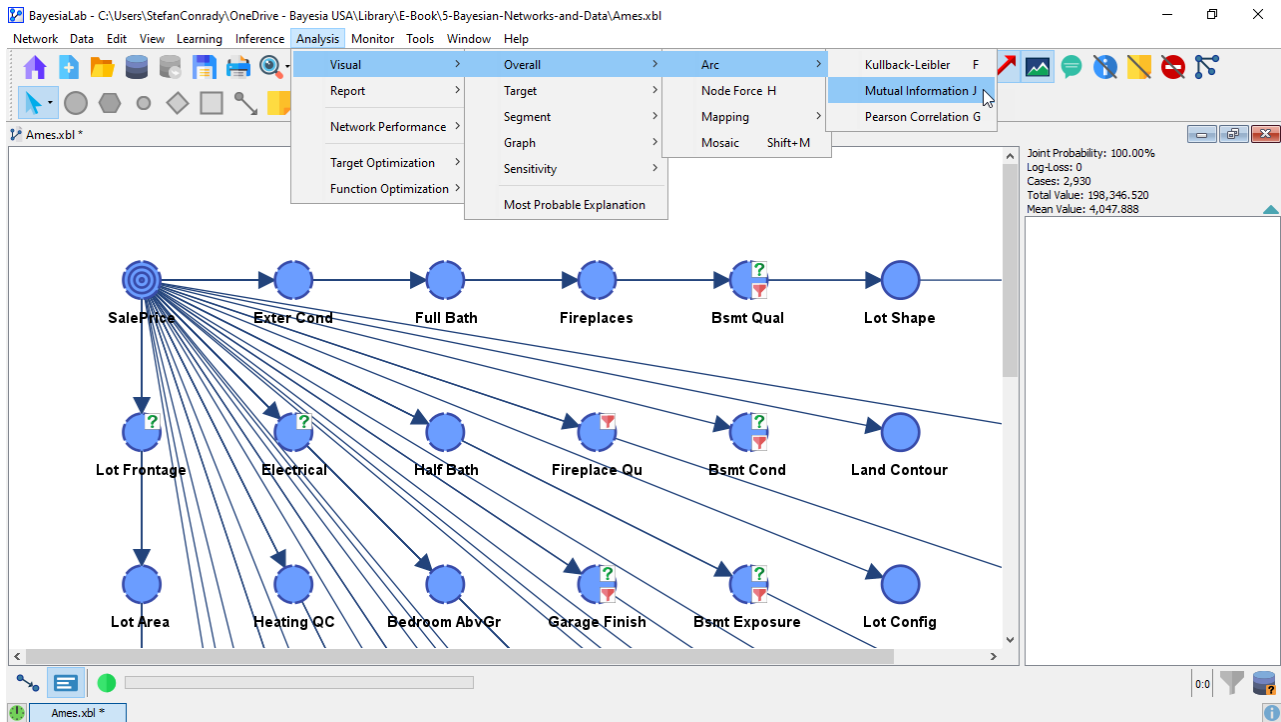 BayesiaLab - C:\Users\StefanConrady\OneDrive - Bayesia USA\Library\E-Book\5-Bayesian-Networks-and-Data\Ames.xbl
Network Data Edit View Learning Inference Analysis Monitor Tools Window Help
Visual
Report
Network Performance
Target Optimization
Function Optimization
Overall
Target
Segment
Graph
Sensitivity
Most Probable Explanation
Arc
Node Force H
Mapping
Mosaic Shift+M
Kullback-Leibler F
Mutual Information J
Pearson Correlation G
Ames.xbl *
Joint Probability: 100.00%
Log-Loss: 0
Cases: 2,930
Total Value: 198,346.520
Mean Value: 4,047.888
?
SalePrice Exter Cond Full Bath Fireplaces Bsmt Qual Lot Shape
? ? ?
Lot Frontage Electrical Half Bath Fireplace Qu Bsmt Cond Land Contour
? ?
Lot Area Heating QC Bedroom AbvGr Garage Finish Bsmt Exposure Lot Config
0:0
?
Ames.xbl *